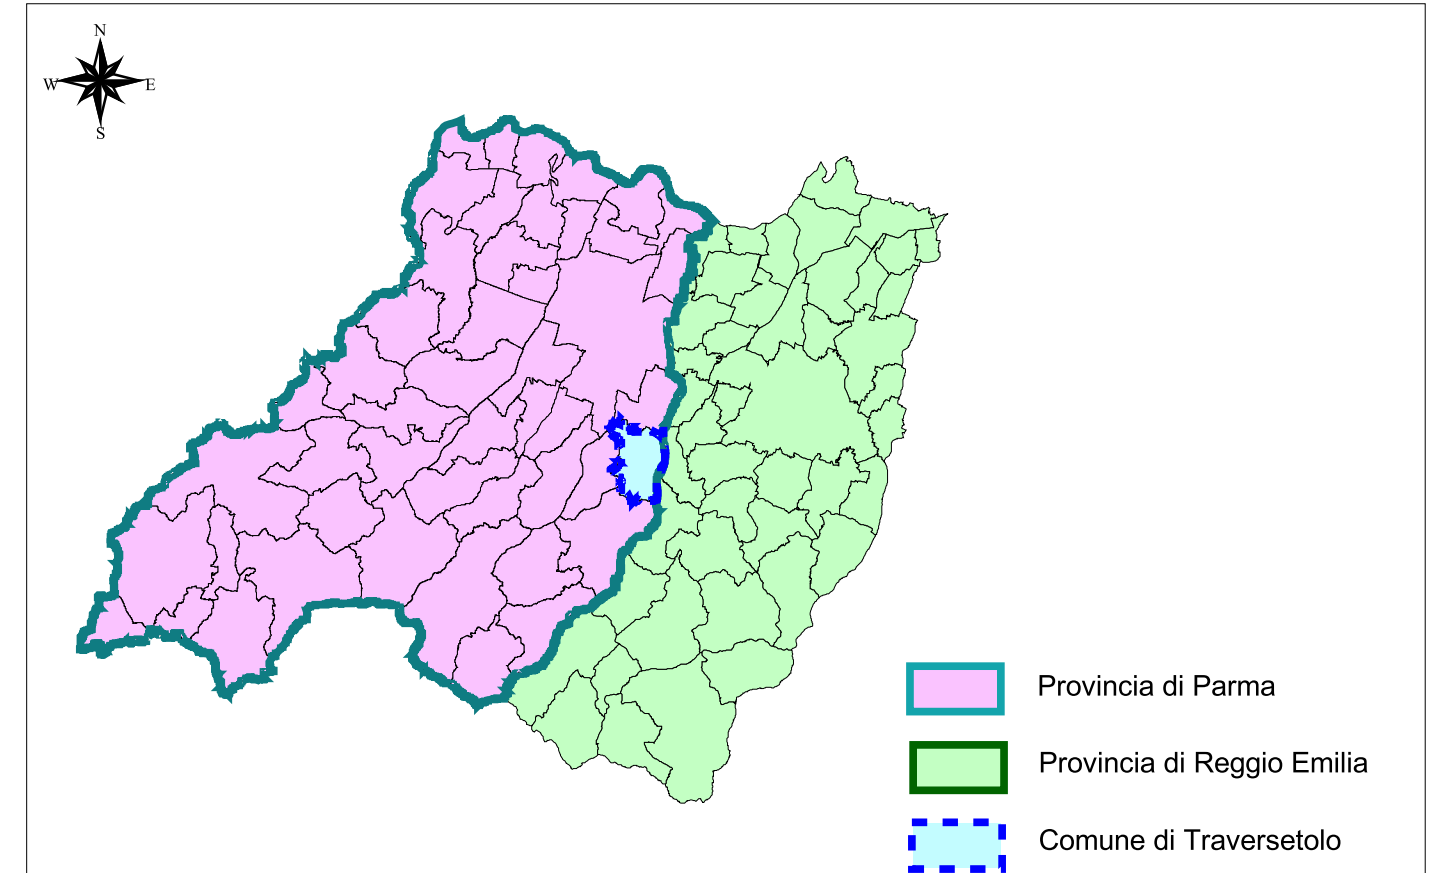 N
W E
S
Provincia di Parma
Provincia di Reggio Emilia
Comune di Traversetolo